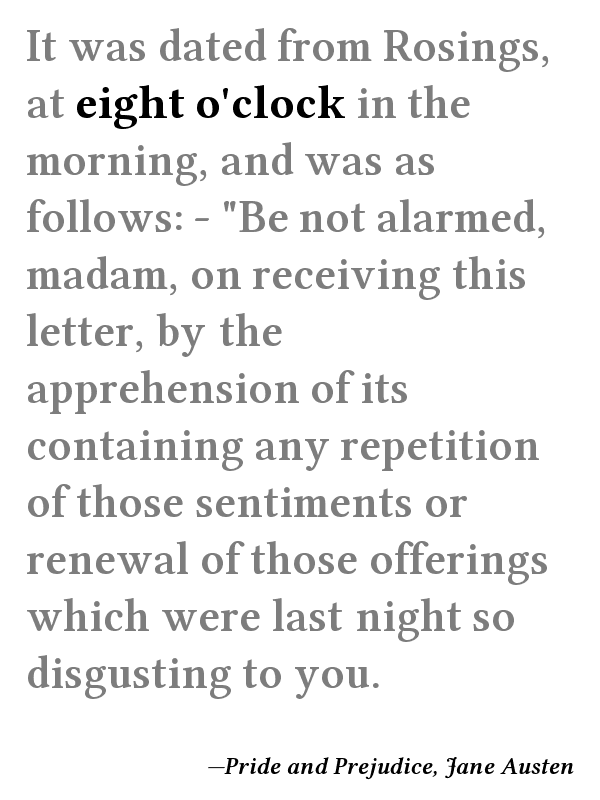 It was dated from Rosings,
at eight o'clock in the
morning, and was as
follows: - "Be not alarmed,
madam, on receiving this
letter, by the
apprehension of its
containing any repetition
of those sentiments or
renewal of those offerings
which were last night so
disgusting to you.
—Pride and Prejudice, Jane Austen